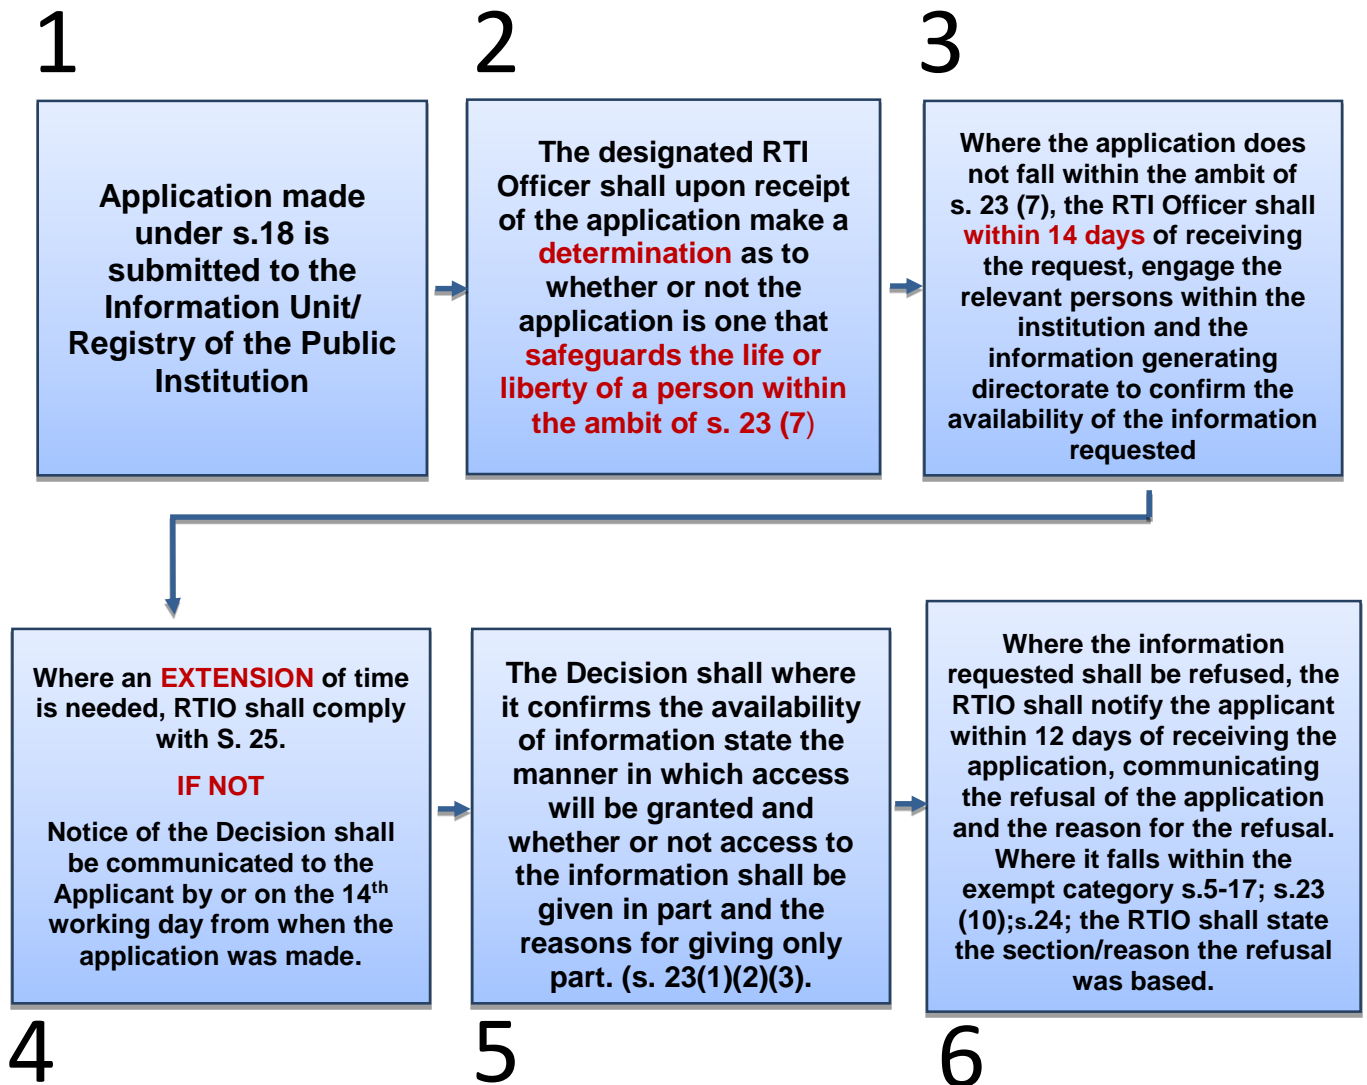 1
Application made
under s.18 is
submitted to the
Information Unit/
Registry of the Public
Institution
2
The designated RTI
Officer shall upon receipt
of the application make a
determination as to
whether or not the
application is one that
safeguards the life or
liberty of a person within
the ambit of s. 23 (7)
3
Where the application does
not fall within the ambit of
s. 23 (7), the RTI Officer shall
within 14 days of receiving
the request, engage the
relevant persons within the
institution and the
information generating
directorate to confirm the
availability of the information
requested
Where an EXTENSION of time
is needed, RTIO shall comply
with S. 25.
IF NOT
Notice of the Decision shall
be communicated to the
Applicant by or on the 14th
working day from when the
application was made.
4
The Decision shall where
it confirms the availability
of information state the
manner in which access
will be granted and
whether or not access to
the information shall be
given in part and the
reasons for giving only
part. (s. 23(1)(2)(3).
5
Where the information
requested shall be refused, the
RTIO shall notify the applicant
within 12 days of receiving the
application, communicating
the refusal of the application
and the reason for the refusal.
Where it falls within the
exempt category s.5-17; s.23
(10);s.24; the RTIO shall state
the section/reason the refusal
was based.
6